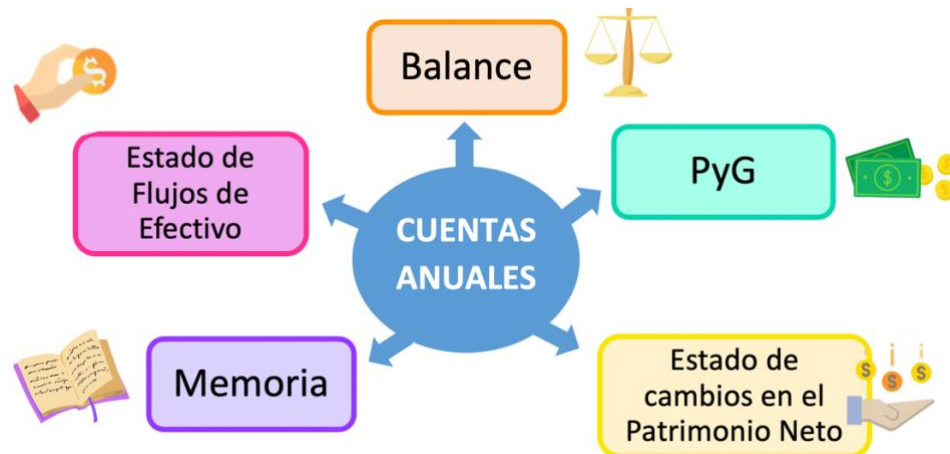 Balance
Estado de
Flujos de
Efectivo
PyG
CUENTAS
ANUALES
Memoria
Estado de
cambios en el
Patrimonio Neto